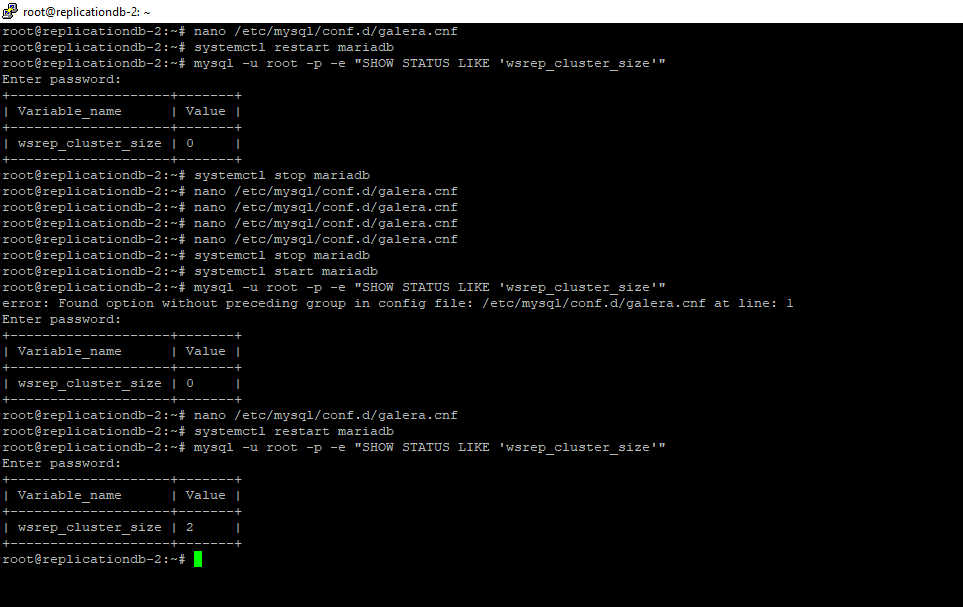 root@replicationdb-2: ~
root@replicationdb-2:~# nano /etc/mysql/conf.d/galera.cnf
root@replicationdb-2:~# systemctl restart mariadb
root@replicationdb-2:~# mysql -u root -p -e "SHOW STATUS LIKE 'wsrep_cluster_size'"
Enter password:
+--------------------+-------+
| Variable_name      | Value |
+--------------------+-------+
| wsrep_cluster_size | 0     |
+--------------------+-------+
root@replicationdb-2:~# systemctl stop mariadb
root@replicationdb-2:~# nano /etc/mysql/conf.d/galera.cnf
root@replicationdb-2:~# nano /etc/mysql/conf.d/galera.cnf
root@replicationdb-2:~# nano /etc/mysql/conf.d/galera.cnf
root@replicationdb-2:~# nano /etc/mysql/conf.d/galera.cnf
root@replicationdb-2:~# systemctl stop mariadb
root@replicationdb-2:~# systemctl start mariadb
root@replicationdb-2:~# mysql -u root -p -e "SHOW STATUS LIKE 'wsrep_cluster_size'"
error: Found option without preceding group in config file: /etc/mysql/conf.d/galera.cnf at line: 1
Enter password:
+--------------------+-------+
| Variable_name      | Value |
+--------------------+-------+
| wsrep_cluster_size | 0     |
+--------------------+-------+
root@replicationdb-2:~# nano /etc/mysql/conf.d/galera.cnf
root@replicationdb-2:~# systemctl restart mariadb
root@replicationdb-2:~# mysql -u root -p -e "SHOW STATUS LIKE 'wsrep_cluster_size'"
Enter password:
+--------------------+-------+
| Variable_name      | Value |
+--------------------+-------+
| wsrep_cluster_size | 2     |
+--------------------+-------+
root@replicationdb-2:~#